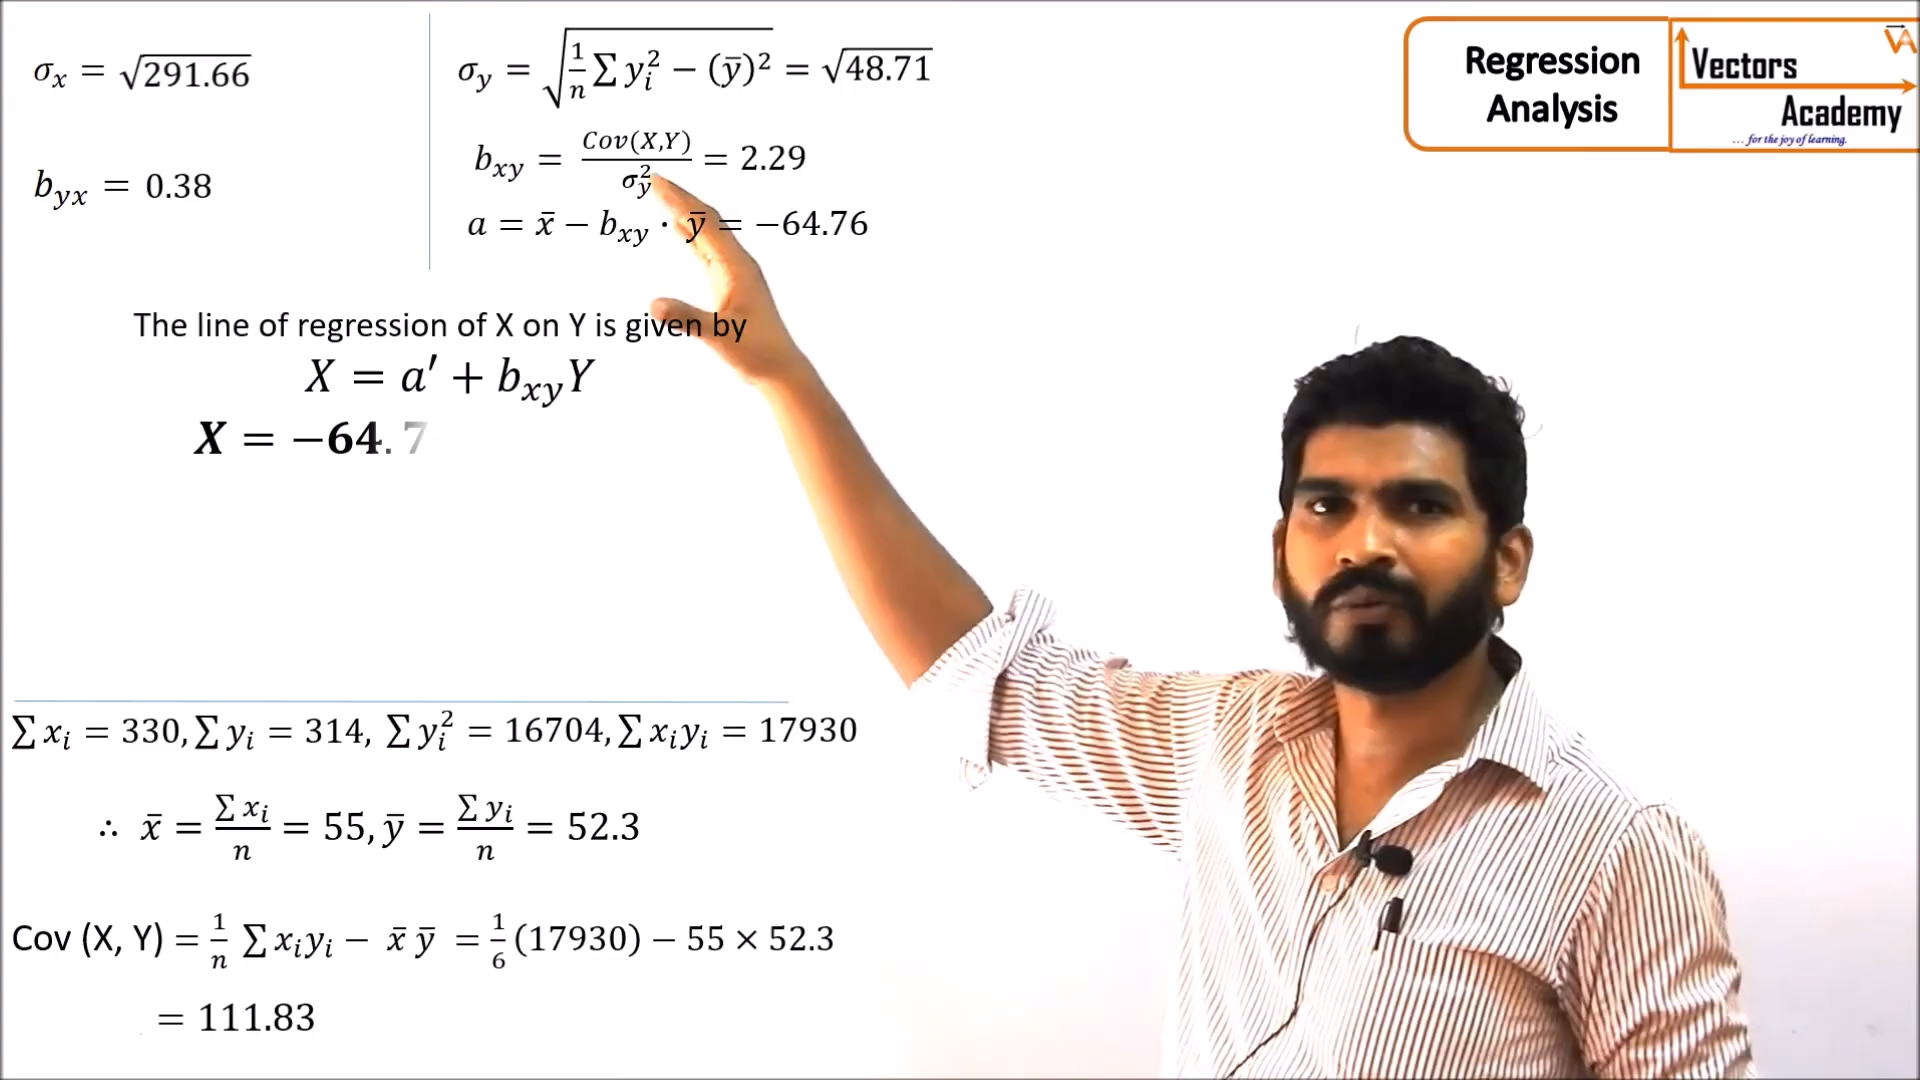 σₓ = √291.66
b_yx = 0.38
σ_y = √(1/n ∑ y_i² − (ȳ)²) = √48.71
b_xy = Cov(X,Y)/σ_y² = 2.29
a = x̄ − b_xy · ȳ = −64.76
Regression
Analysis
VA
Vectors
Academy
... for the joy of learning.
The line of regression of X on Y is given by
X = a′ + b_xy Y
X = −64.7
∑ x_i = 330, ∑ y_i = 314, ∑ y_i² = 16704, ∑ x_i y_i = 17930
∴ x̄ = ∑ x_i / n = 55, ȳ = ∑ y_i / n = 52.3
Cov (X, Y) = 1/n ∑ x_i y_i − x̄ ȳ = 1/6 (17930) − 55 × 52.3
= 111.83